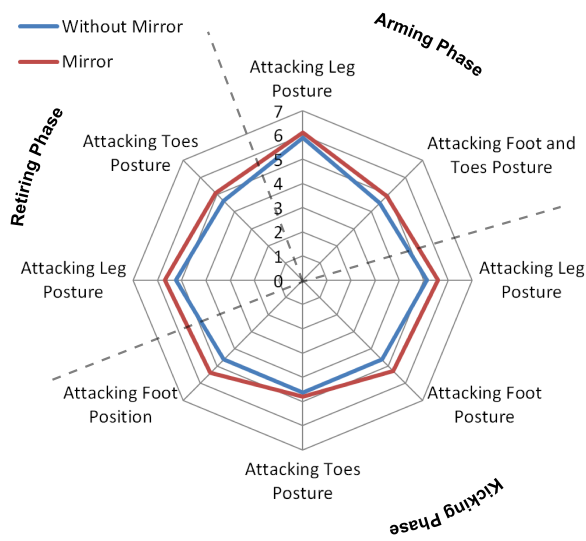 Without Mirror
Mirror
Arming Phase
Attacking Leg
Posture
Attacking Toes
Posture
Attacking Foot and
Toes Posture
Retiring Phase
7
6
5
4
3
2
1
0
Attacking Leg
Posture
Attacking Leg
Posture
Attacking Foot
Position
Attacking Foot
Posture
Attacking Toes
Posture
Kicking Phase